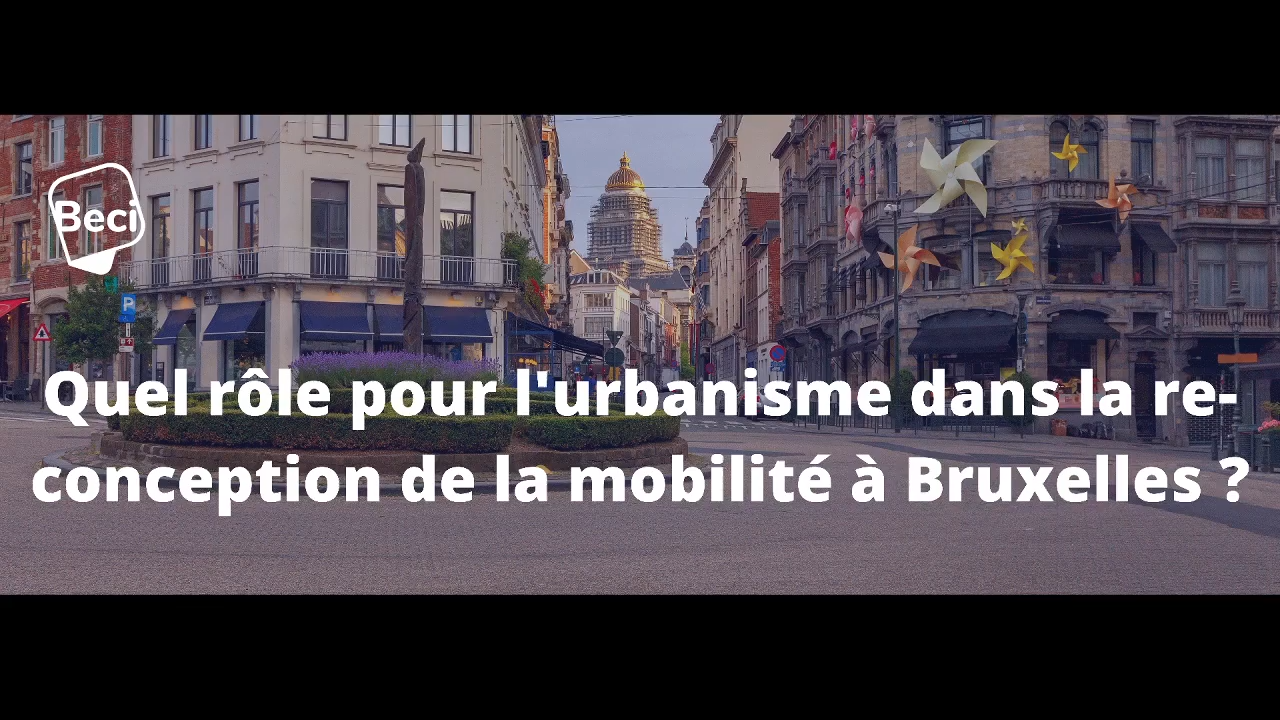 Beci
P
Quel rôle pour l'urbanisme dans la re-
conception de la mobilité à Bruxelles ?